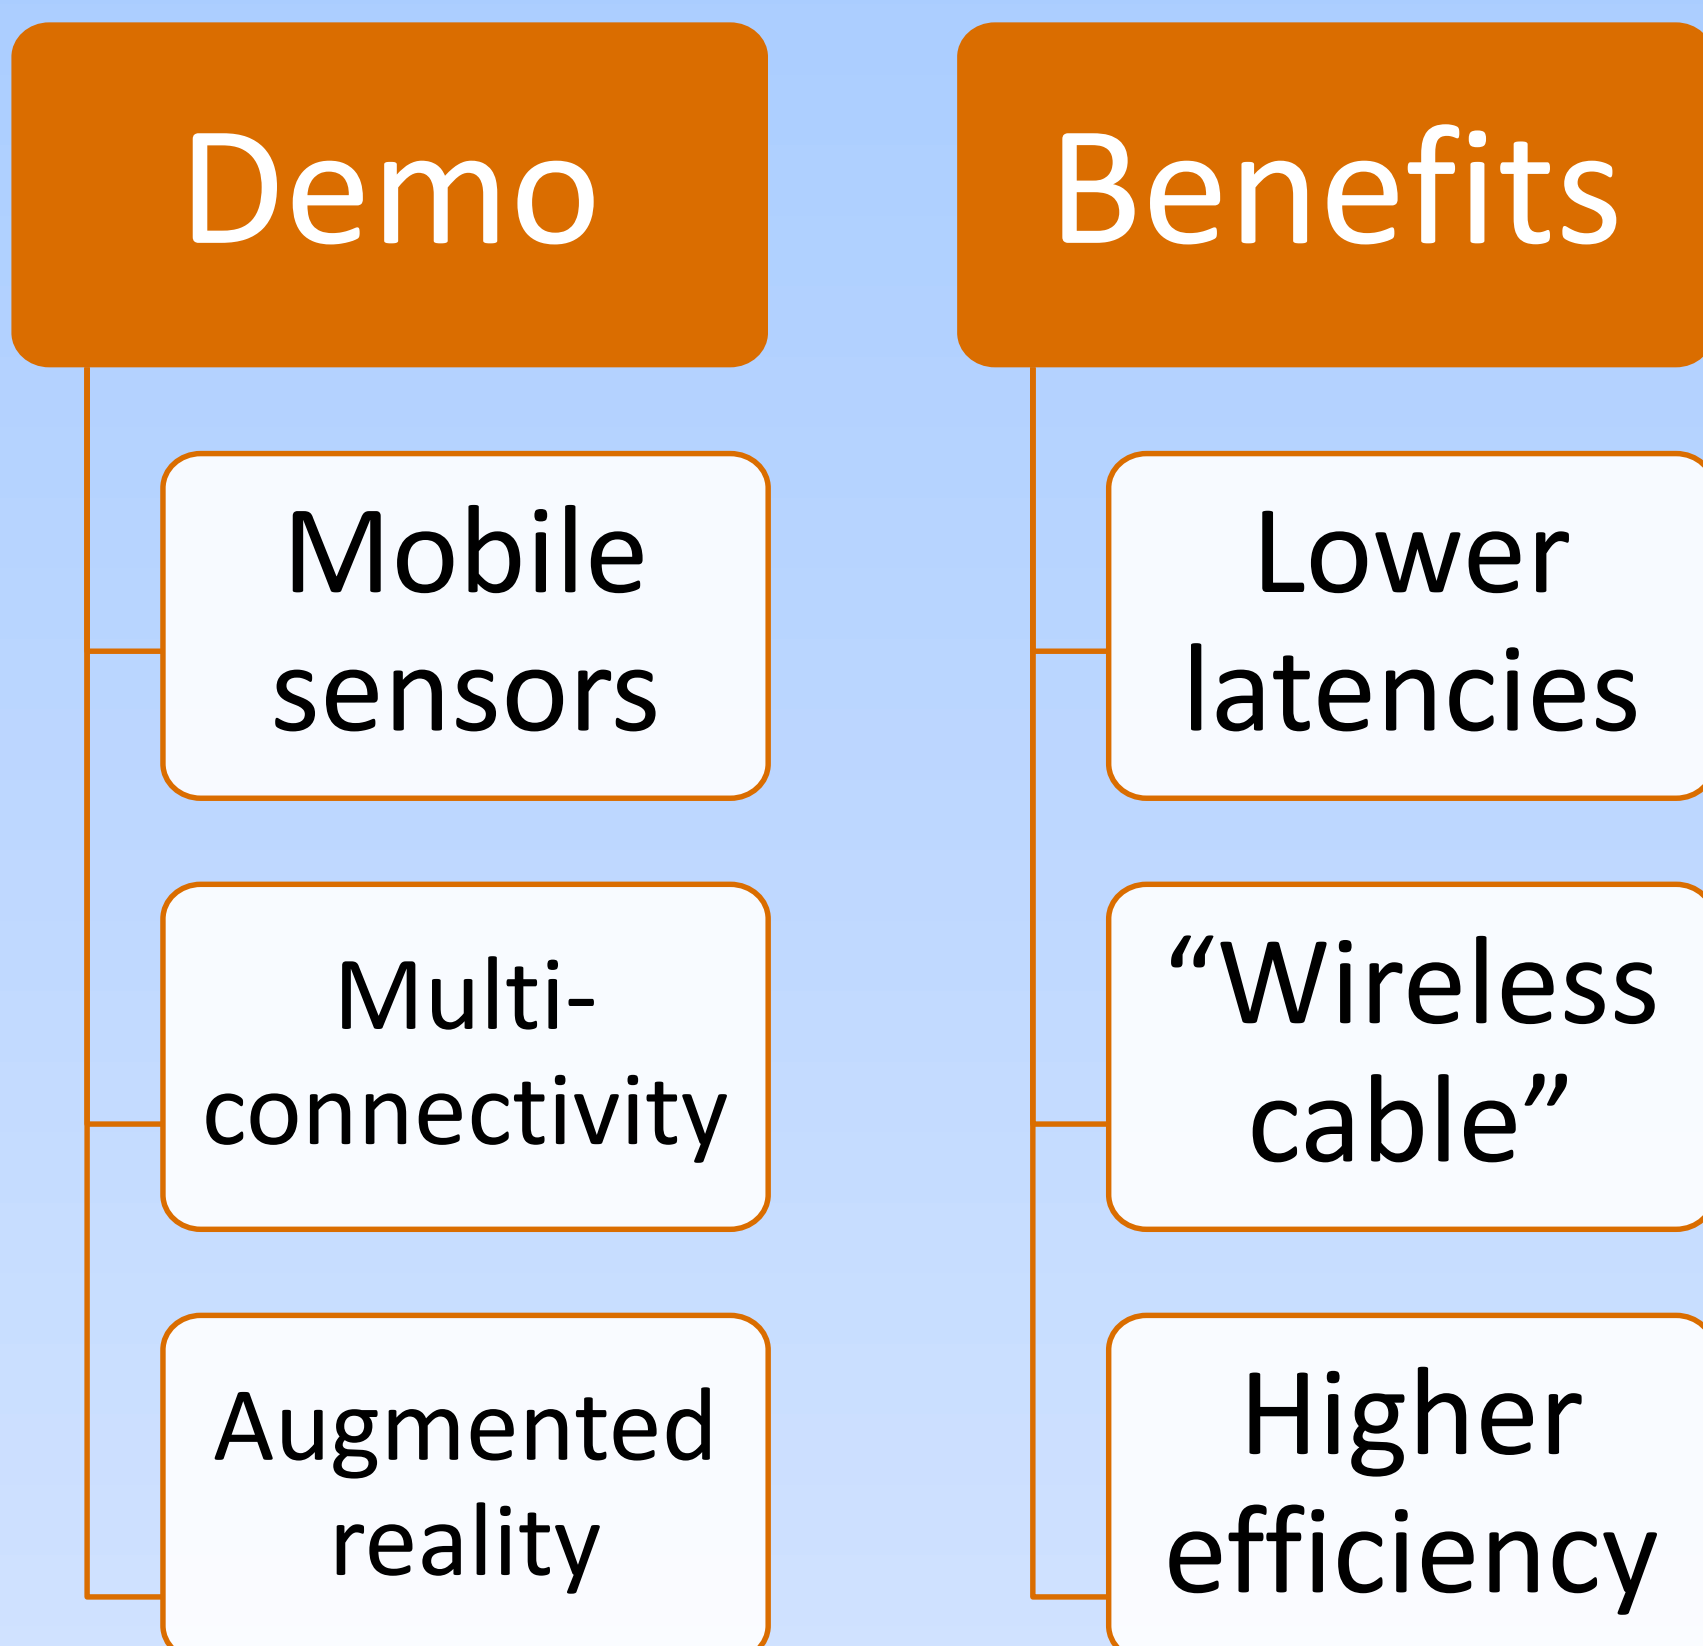 Demo
Mobile
sensors
Multi-
connectivity
Augmented
reality
Benefits
Lower
latencies
“Wireless
cable”
Higher
efficiency